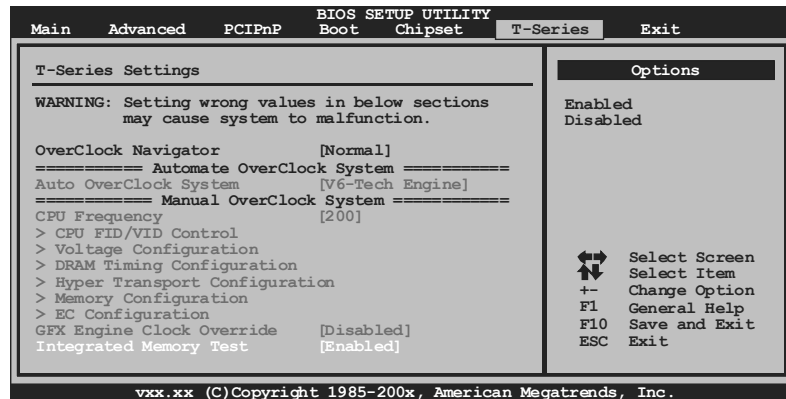 BIOS SETUP UTILITY
Main Advanced PCIPnP Boot Chipset T-Series Exit
T-Series Settings
WARNING: Setting wrong values in below sections
may cause system to malfunction.
OverClock Navigator [Normal]
=========== Automate OverClock System ===========
Auto OverClock System [V6-Tech Engine]
============ Manual OverClock System ============
CPU Frequency [200]
> CPU FID/VID Control
> Voltage Configuration
> DRAM Timing Configuration
> Hyper Transport Configuration
> Memory Configuration
> EC Configuration
GFX Engine Clock Override [Disabled]
Integrated Memory Test [Enabled]
Options
Enabled
Disabled
Select Screen
Select Item
+- Change Option
F1 General Help
F10 Save and Exit
ESC Exit
vxx.xx (C)Copyright 1985-200x, American Megatrends, Inc.